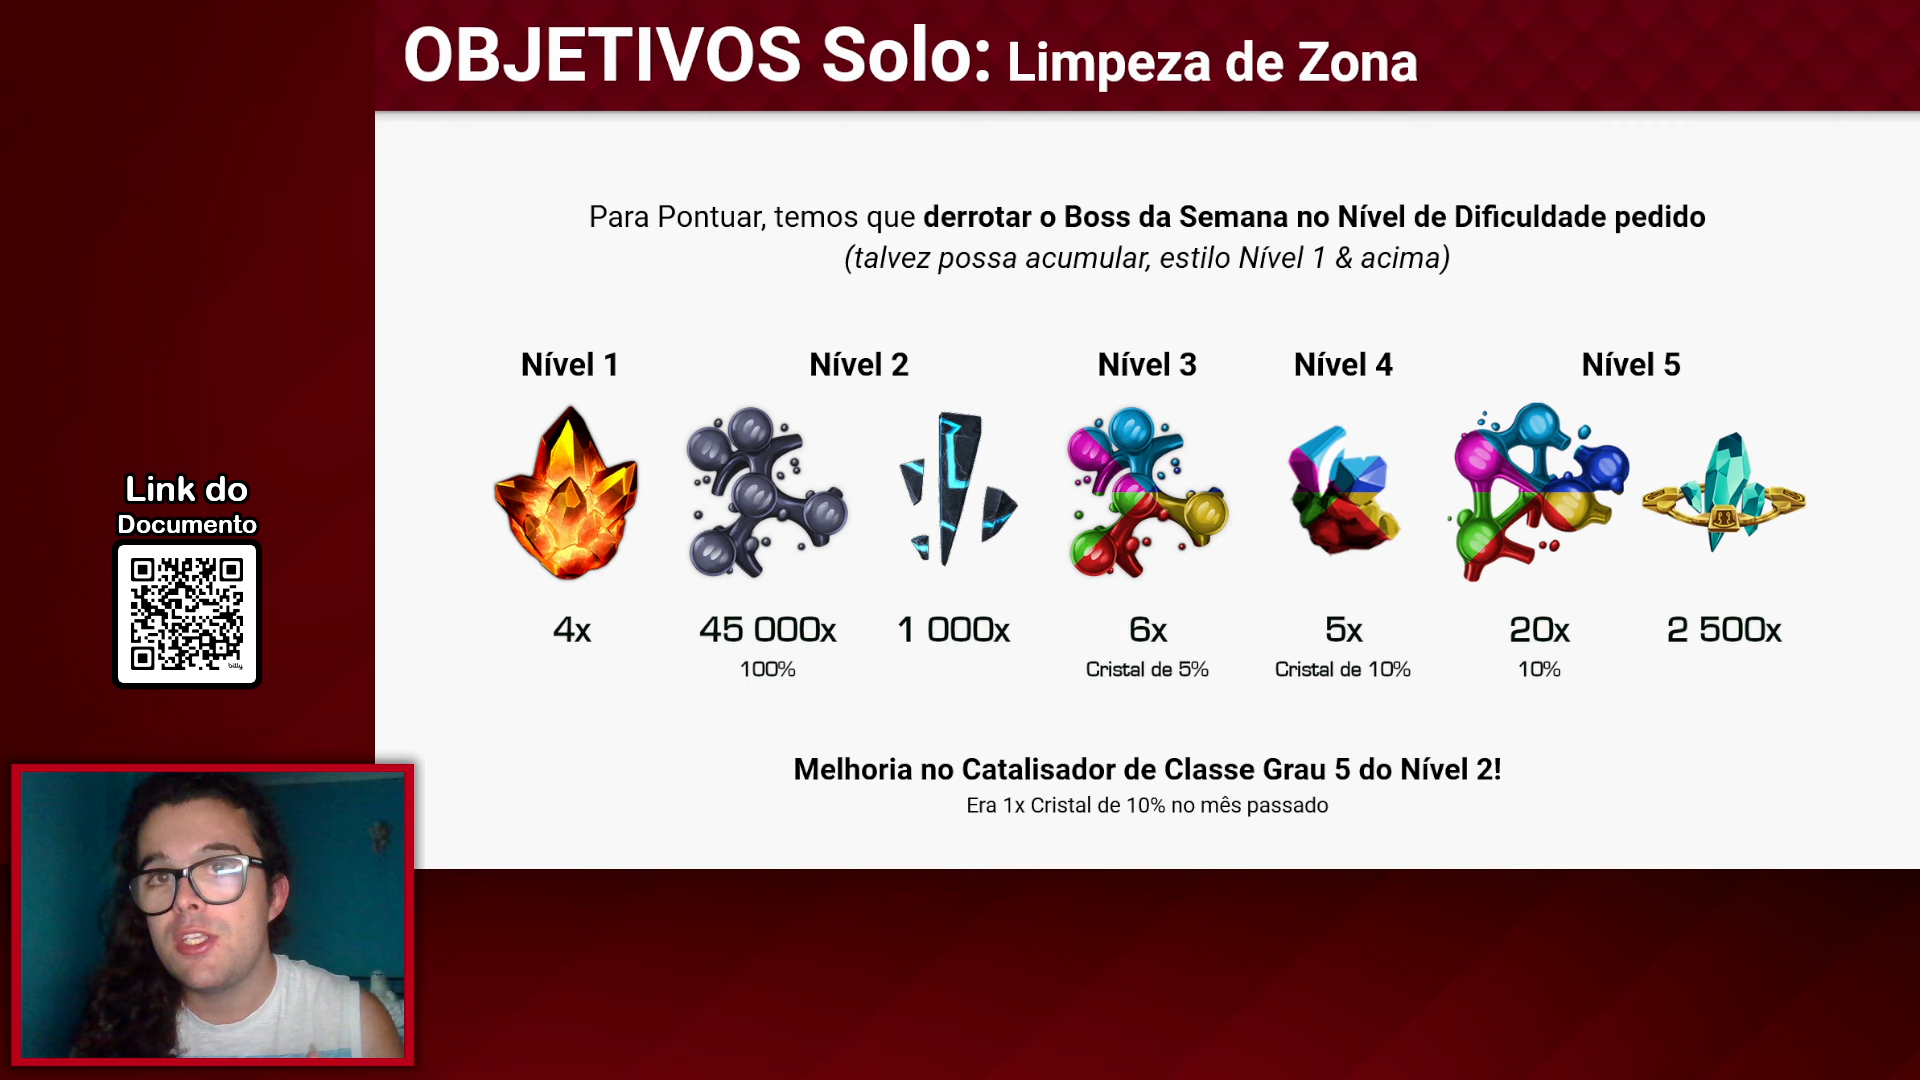 OBJETIVOS Solo: Limpeza de Zona
Para Pontuar, temos que derrotar o Boss da Semana no Nível de Dificuldade pedido
(talvez possa acumular, estilo Nível 1 & acima)
Nível 1
Nível 2
Nível 3
Nível 4
Nível 5
4x
45 000x
1 000x
6x
5x
20x
2 500x
100%
Cristal de 5%
Cristal de 10%
10%
Melhoria no Catalisador de Classe Grau 5 do Nível 2!
Era 1x Cristal de 10% no mês passado
Link do
Documento
bitly